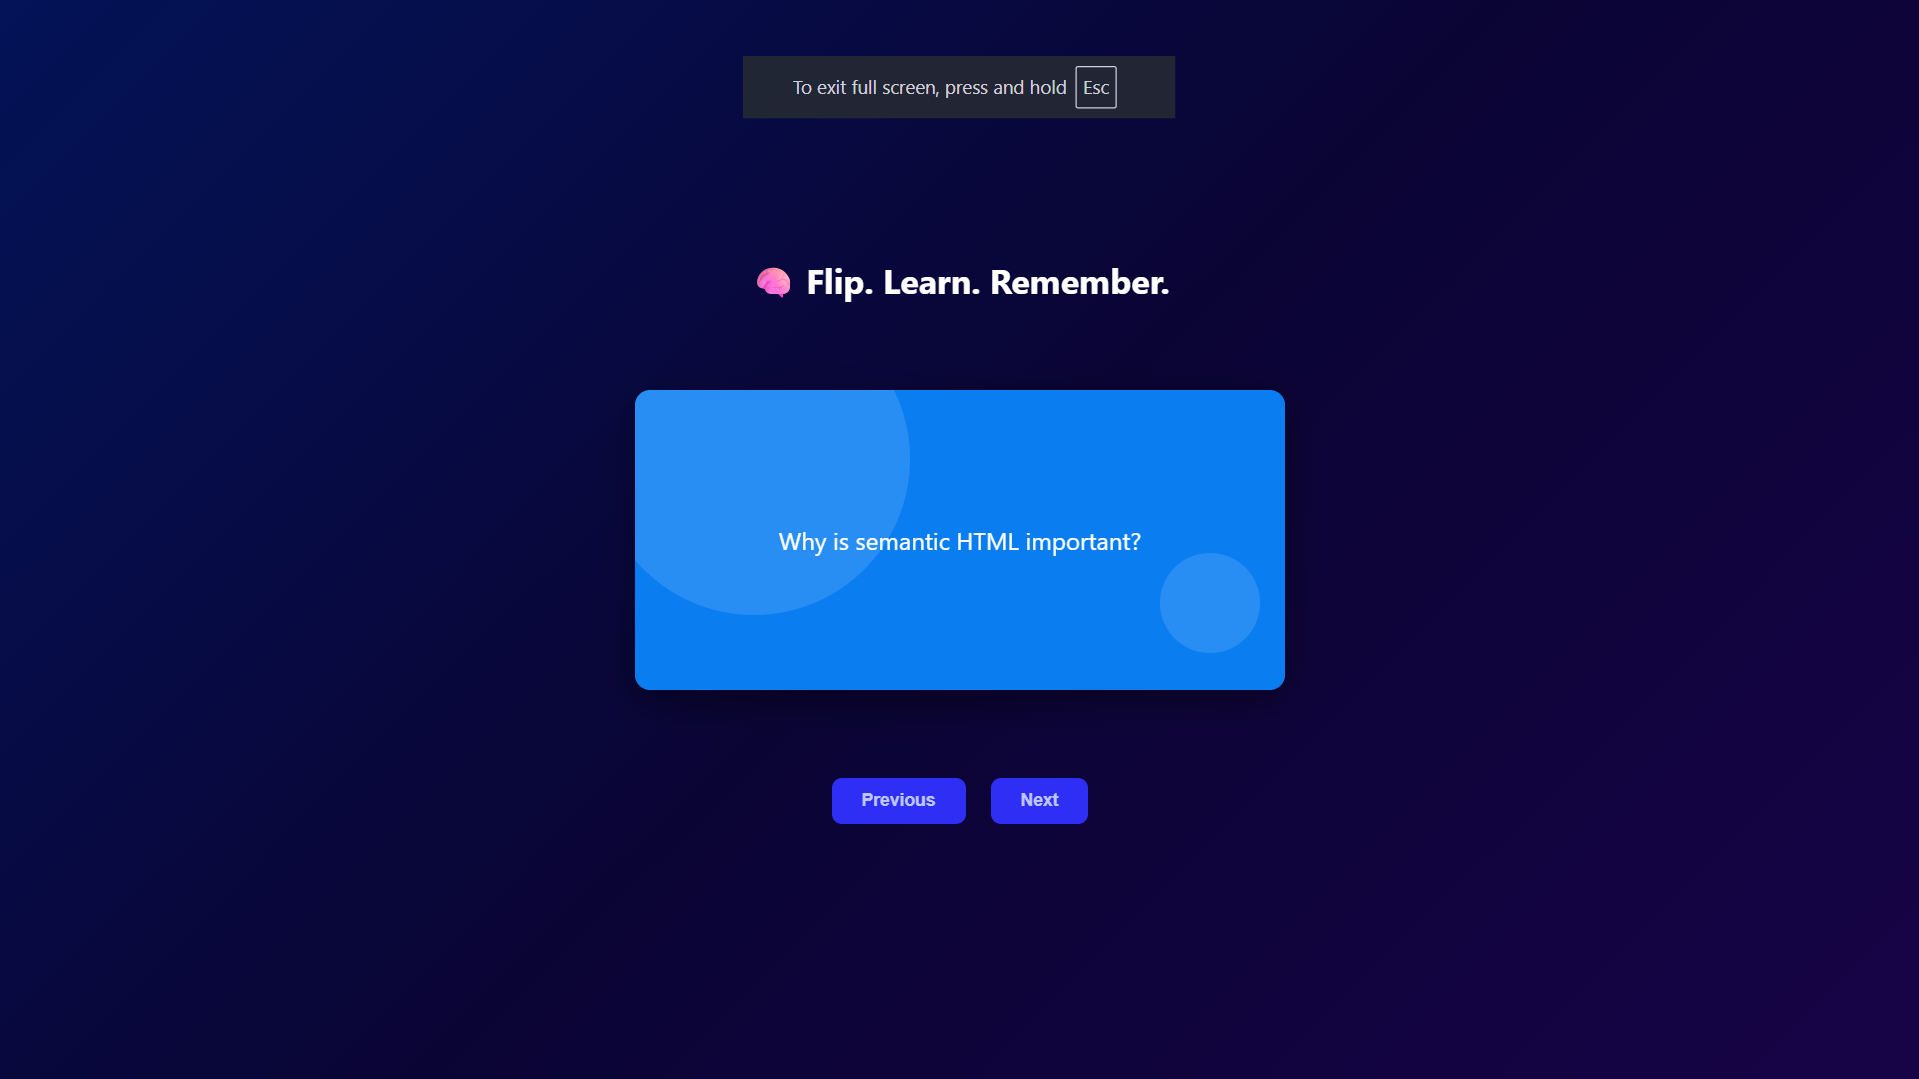 To exit full screen, press and hold Esc
🧠 Flip. Learn. Remember.
Why is semantic HTML important?
Previous
Next